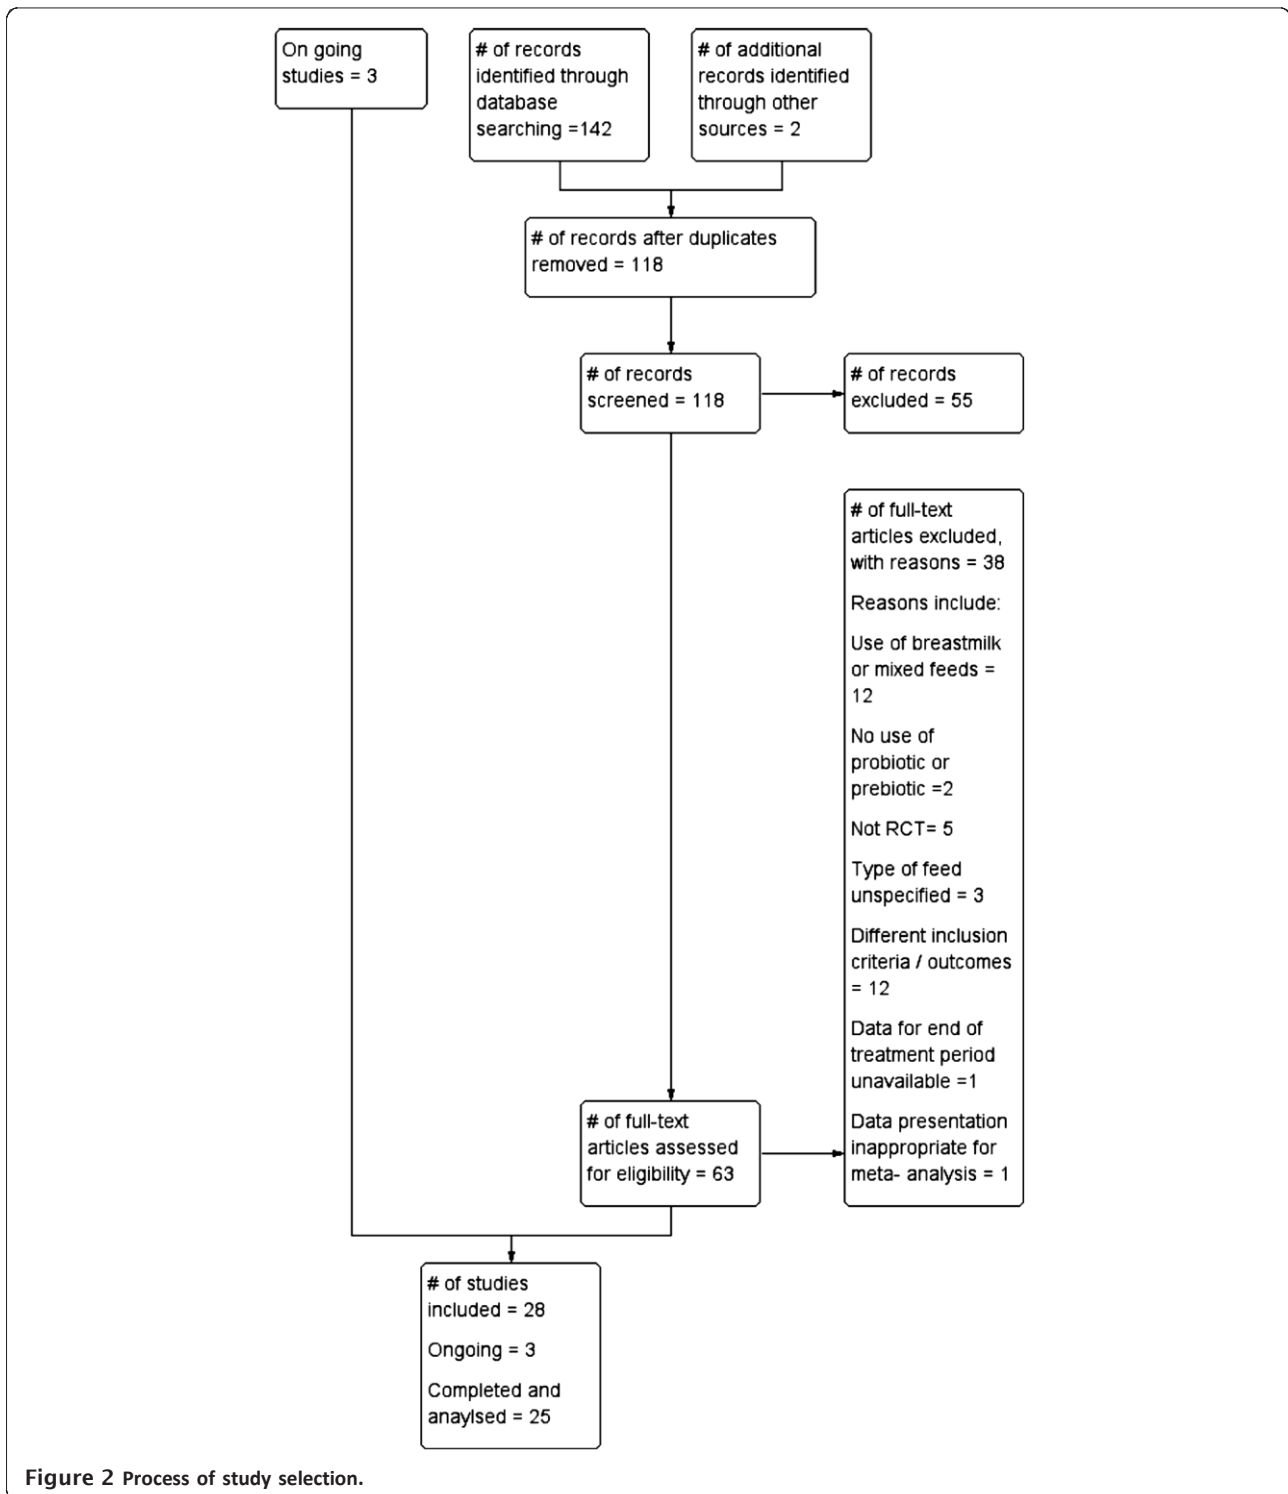 On going
studies = 3
# of records
identified through
database
searching =142
# of additional
records identified
through other
sources = 2
# of records after duplicates
removed = 118
# of records
screened = 118
# of records
excluded = 55
# of full-text
articles excluded,
with reasons = 38
Reasons include:
Use of breastmilk
or mixed feeds =
12
No use of
probiotic or
prebiotic =2
Not RCT= 5
Type of feed
unspecified = 3
Different inclusion
criteria / outcomes
= 12
Data for end of
treatment period
unavailable =1
Data presentation
inappropriate for
meta- analysis = 1
# of full-text
articles assessed
for eligibility = 63
# of studies
included = 28
Ongoing = 3
Completed and
anaylsed = 25
Figure 2 Process of study selection.